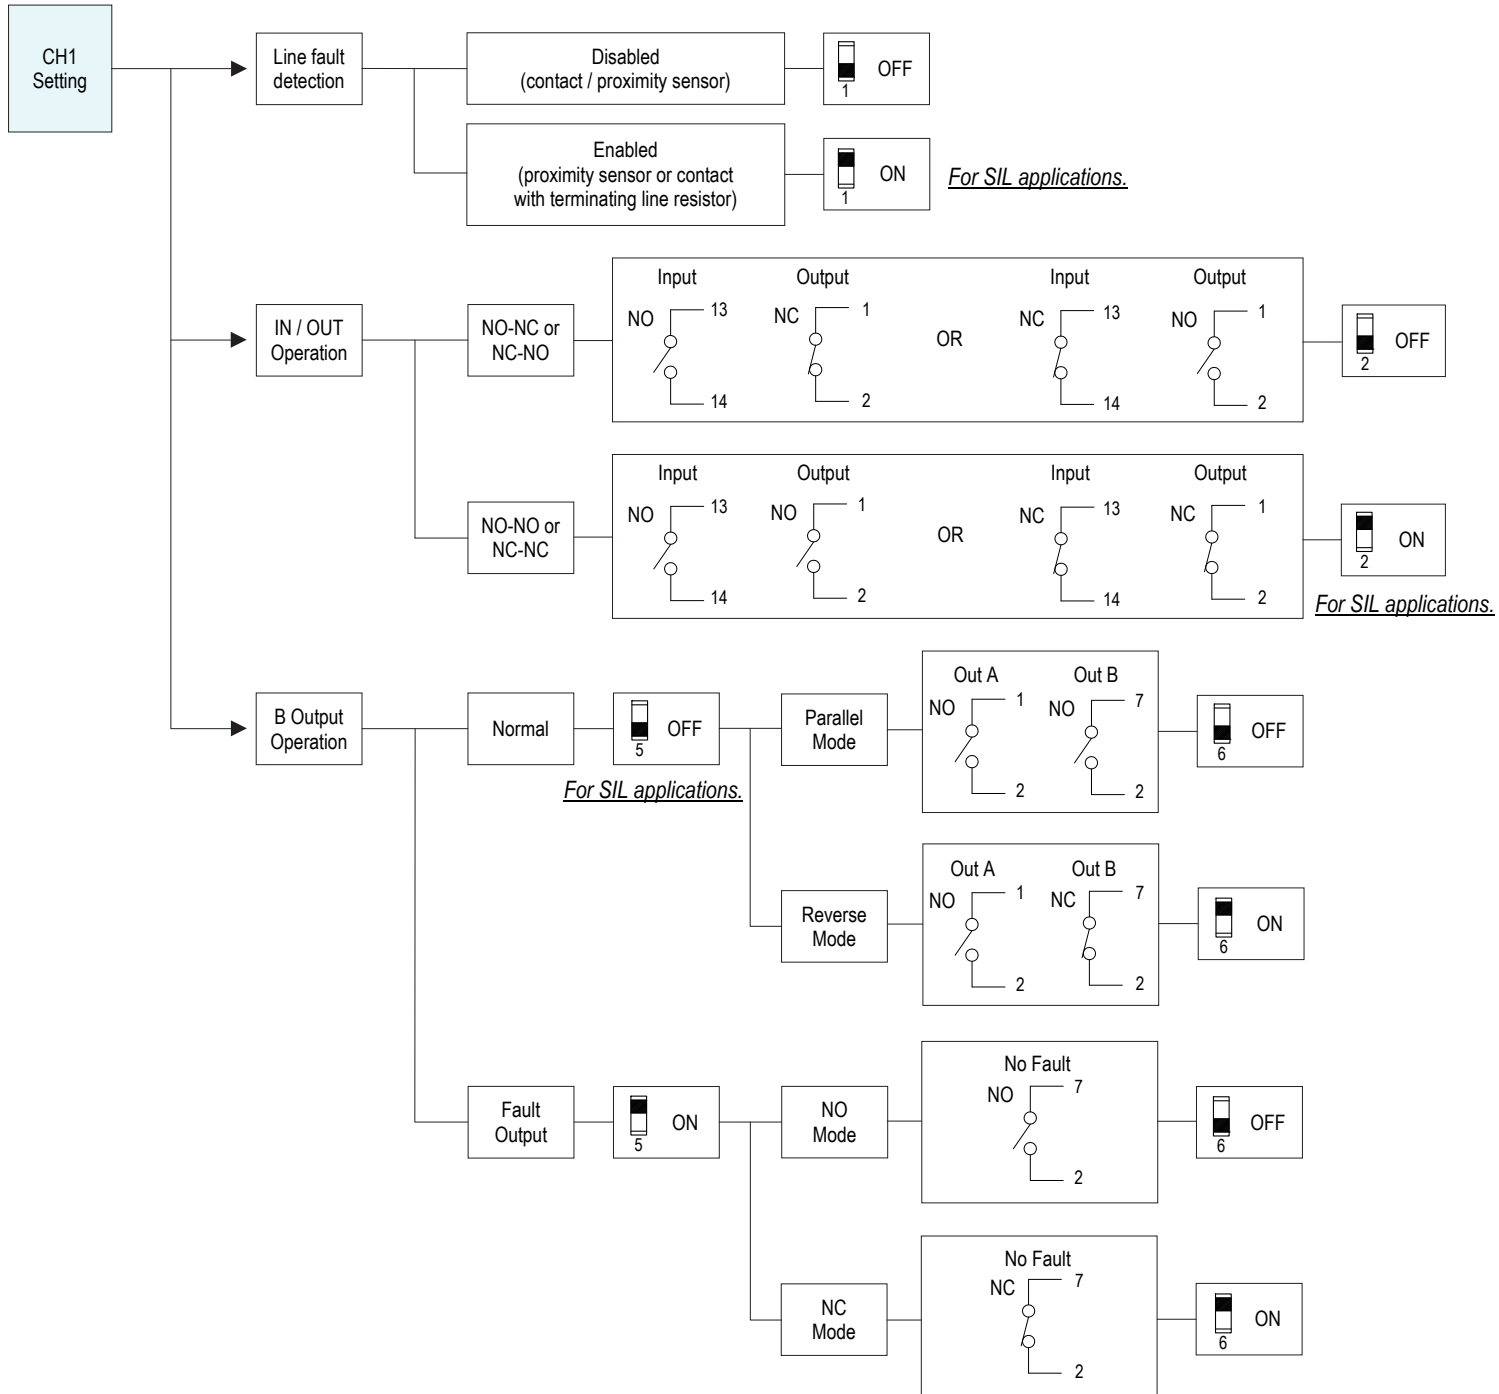 CH1
Setting
Line fault
detection
Disabled
(contact / proximity sensor)
1
OFF
Enabled
(proximity sensor or contact
with terminating line resistor)
1
ON
For SIL applications.
IN / OUT
Operation
NO-NC or
NC-NO
Input
Output
Input
Output
NO
13
14
NC
1
2
OR
NC
13
14
NO
1
2
2
OFF
NO-NO or
NC-NC
Input
Output
Input
Output
NO
13
14
NO
1
2
OR
NC
13
14
NC
1
2
2
ON
For SIL applications.
B Output
Operation
Normal
5
OFF
For SIL applications.
Parallel
Mode
Out A
Out B
NO
1
2
NO
7
2
6
OFF
Reverse
Mode
Out A
Out B
NO
1
2
NC
7
2
6
ON
Fault
Output
5
ON
NO
Mode
No Fault
NO
7
2
6
OFF
NC
Mode
No Fault
NC
7
2
6
ON